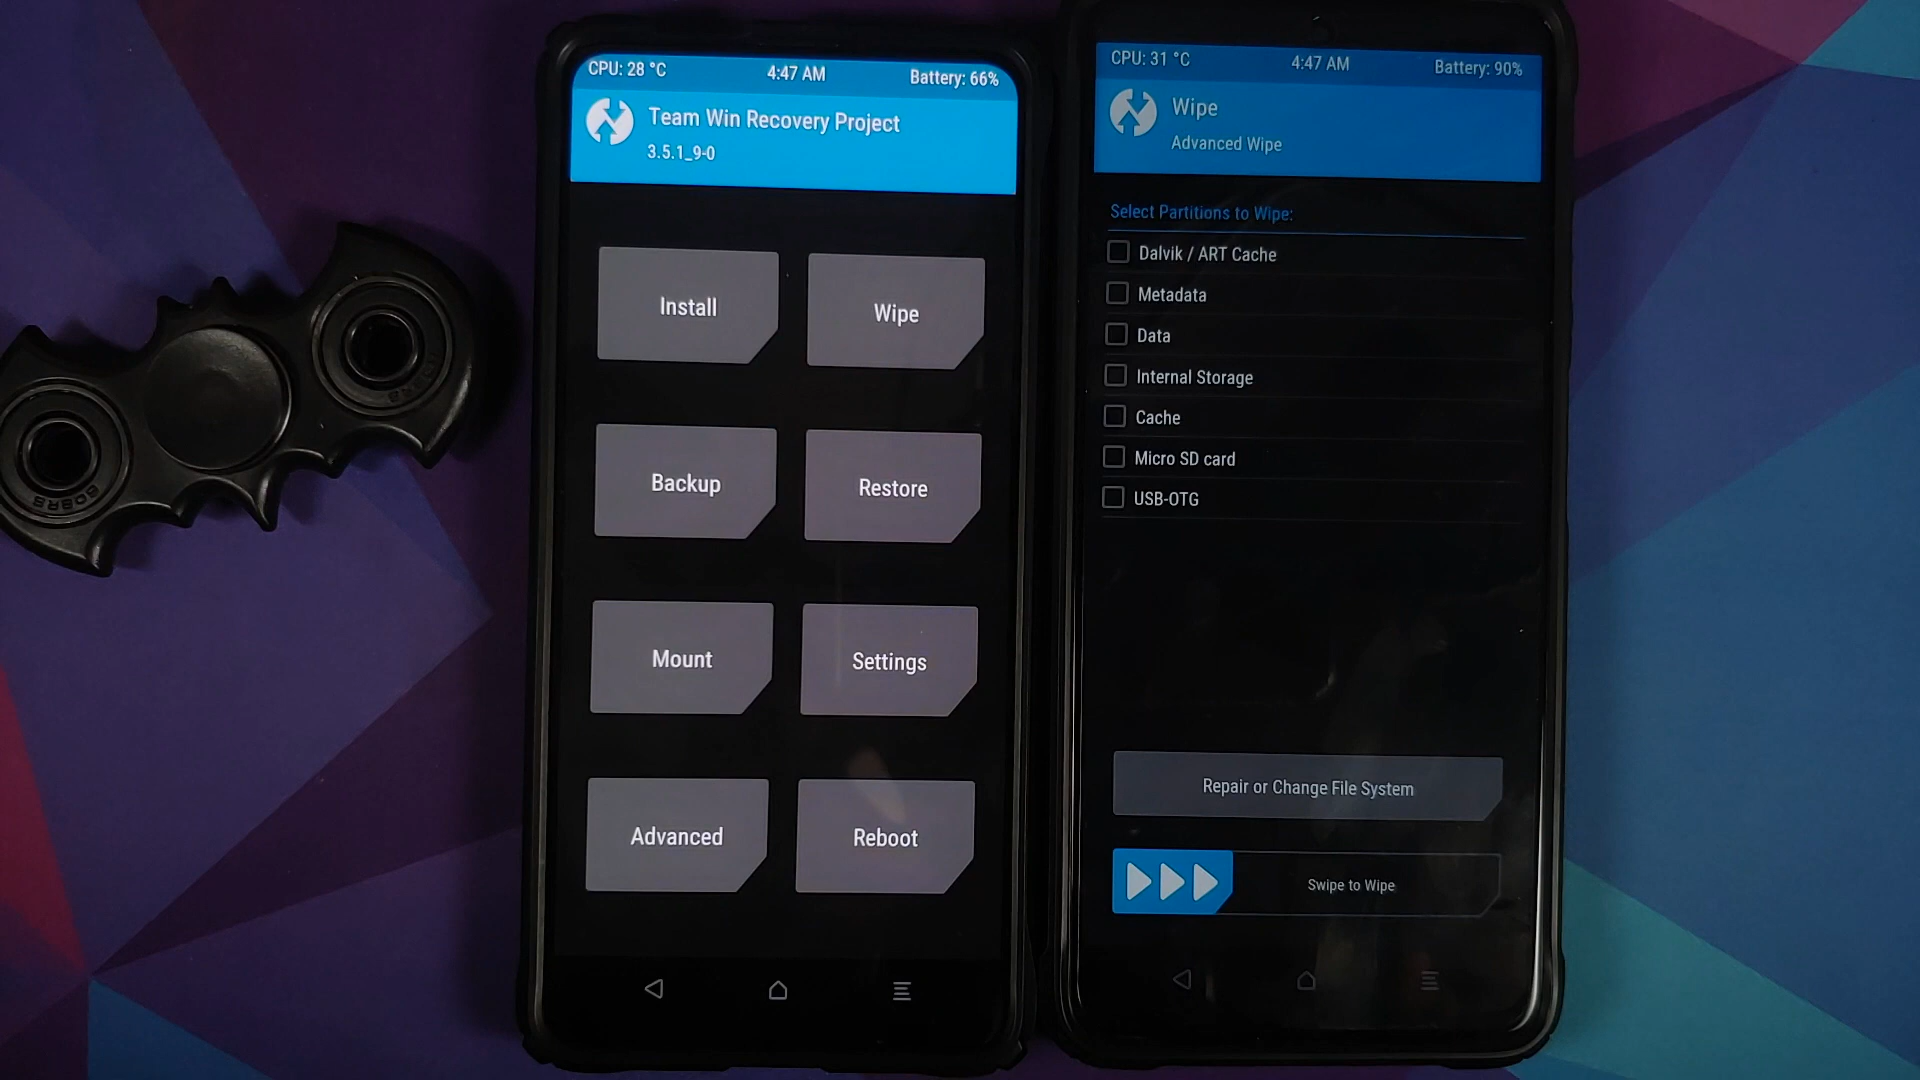 CPU: 28 °C 4:47 AM Battery: 66%
Team Win Recovery Project
3.5.1_9-0
Install Wipe
Backup Restore
Mount Settings
Advanced Reboot
CPU: 31 °C 4:47 AM Battery: 90%
Wipe
Advanced Wipe
Select Partitions to Wipe:
Dalvik / ART Cache
Metadata
Data
Internal Storage
Cache
Micro SD card
USB-OTG
Repair or Change File System
Swipe to Wipe